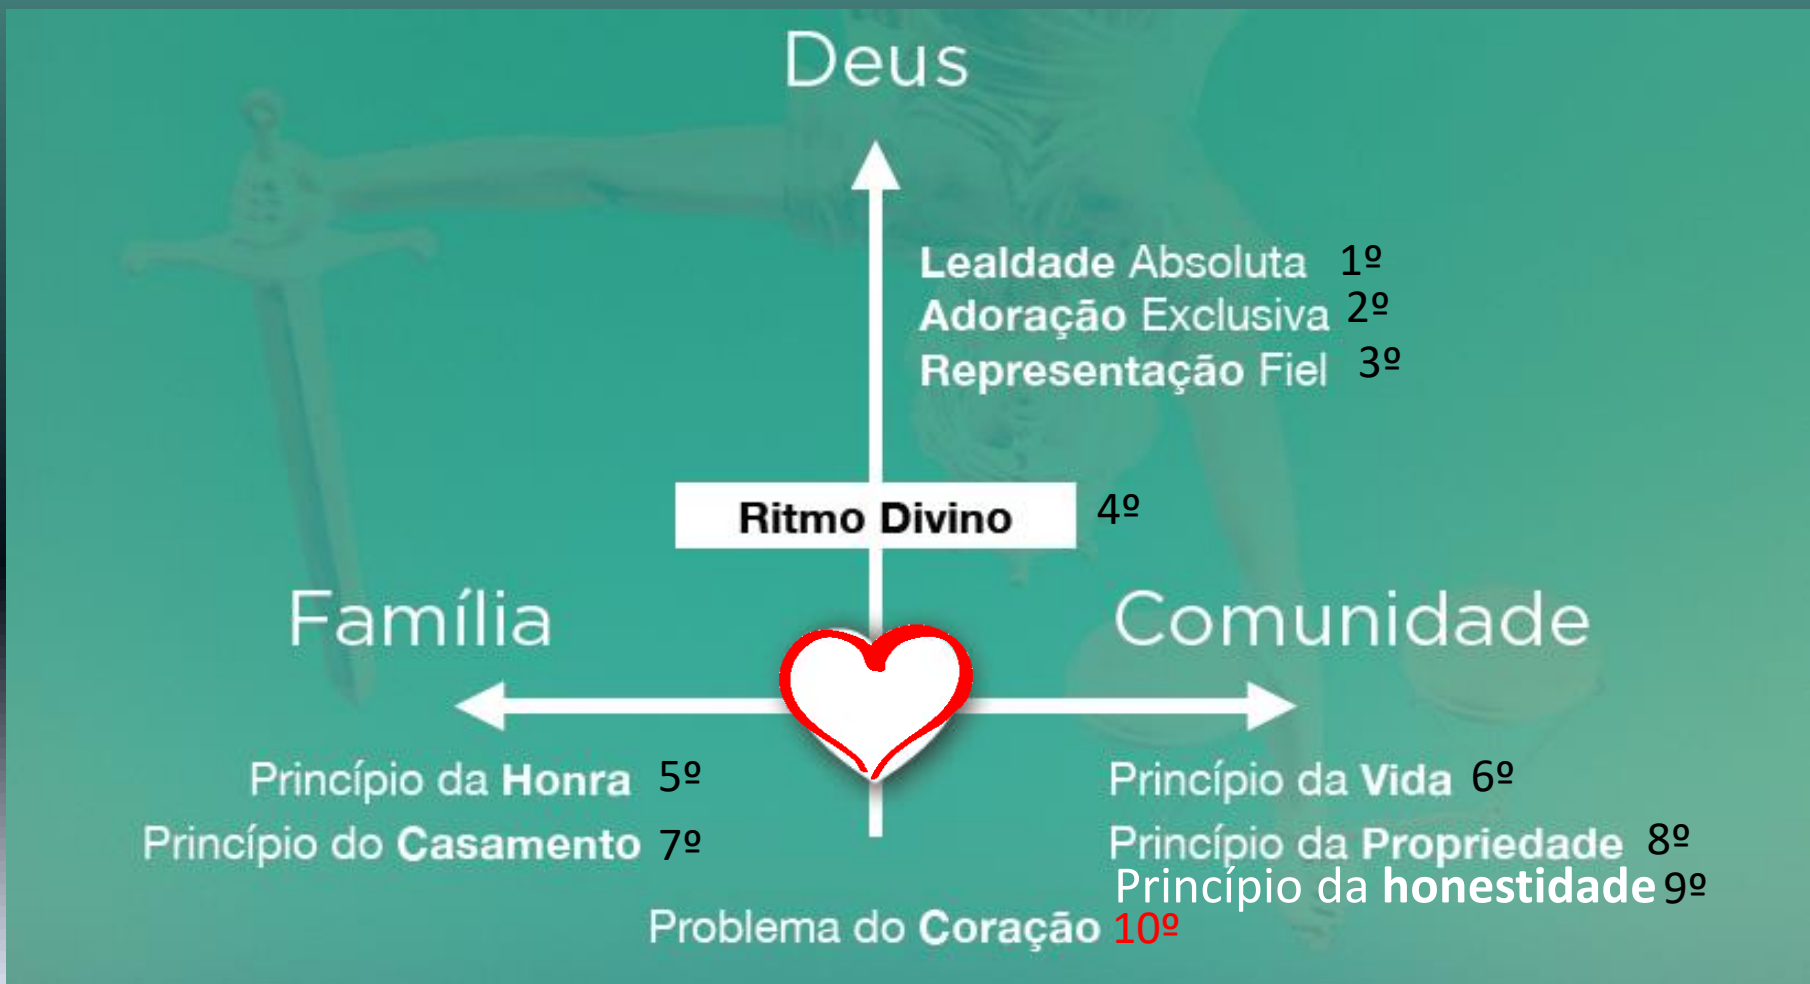 Deus
Lealdade Absoluta 1º
Adoração Exclusiva 2º
Representação Fiel 3º
Ritmo Divino 4º
Família
Comunidade
Princípio da Honra 5º
Princípio do Casamento 7º
Princípio da Vida 6º
Princípio da Propriedade 8º
Princípio da honestidade 9º
Problema do Coração 10º